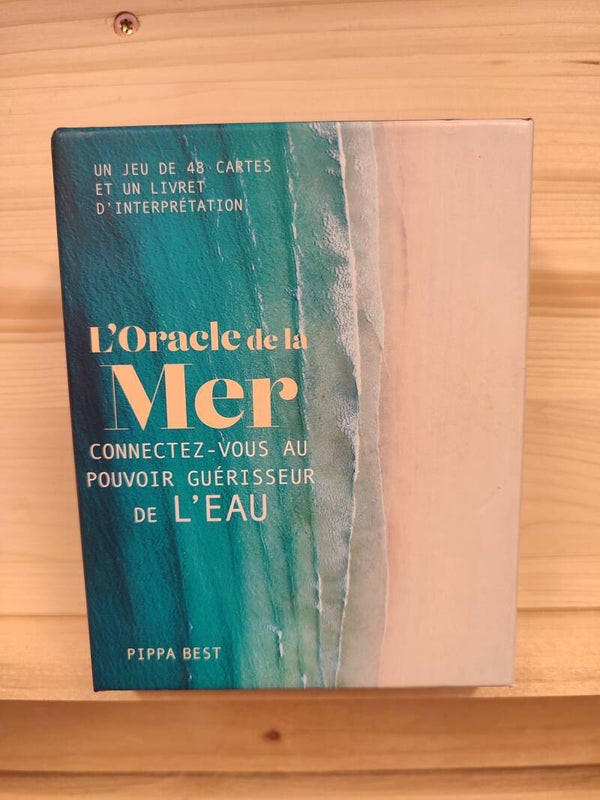 UN JEU DE 48 CARTES
ET UN LIVRET
D'INTERPRÉTATION
L'Oracle de la
Mer
CONNECTEZ-VOUS AU
POUVOIR GUÉRISSEUR
DE L'EAU
PIPPA BEST